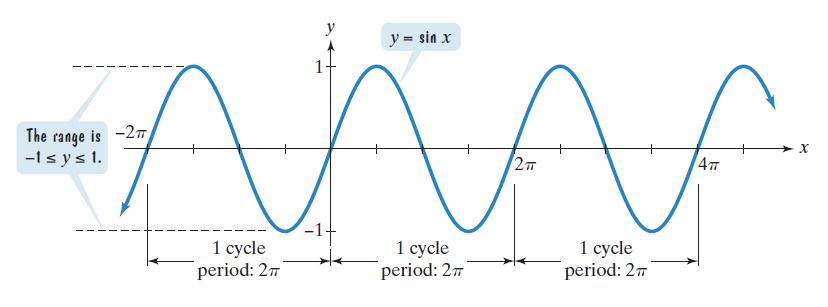 y
y = sin x
1
The range is
−1 ≤ y ≤ 1.
−2π
2π
4π
x
−1
1 cycle
period: 2π
1 cycle
period: 2π
1 cycle
period: 2π